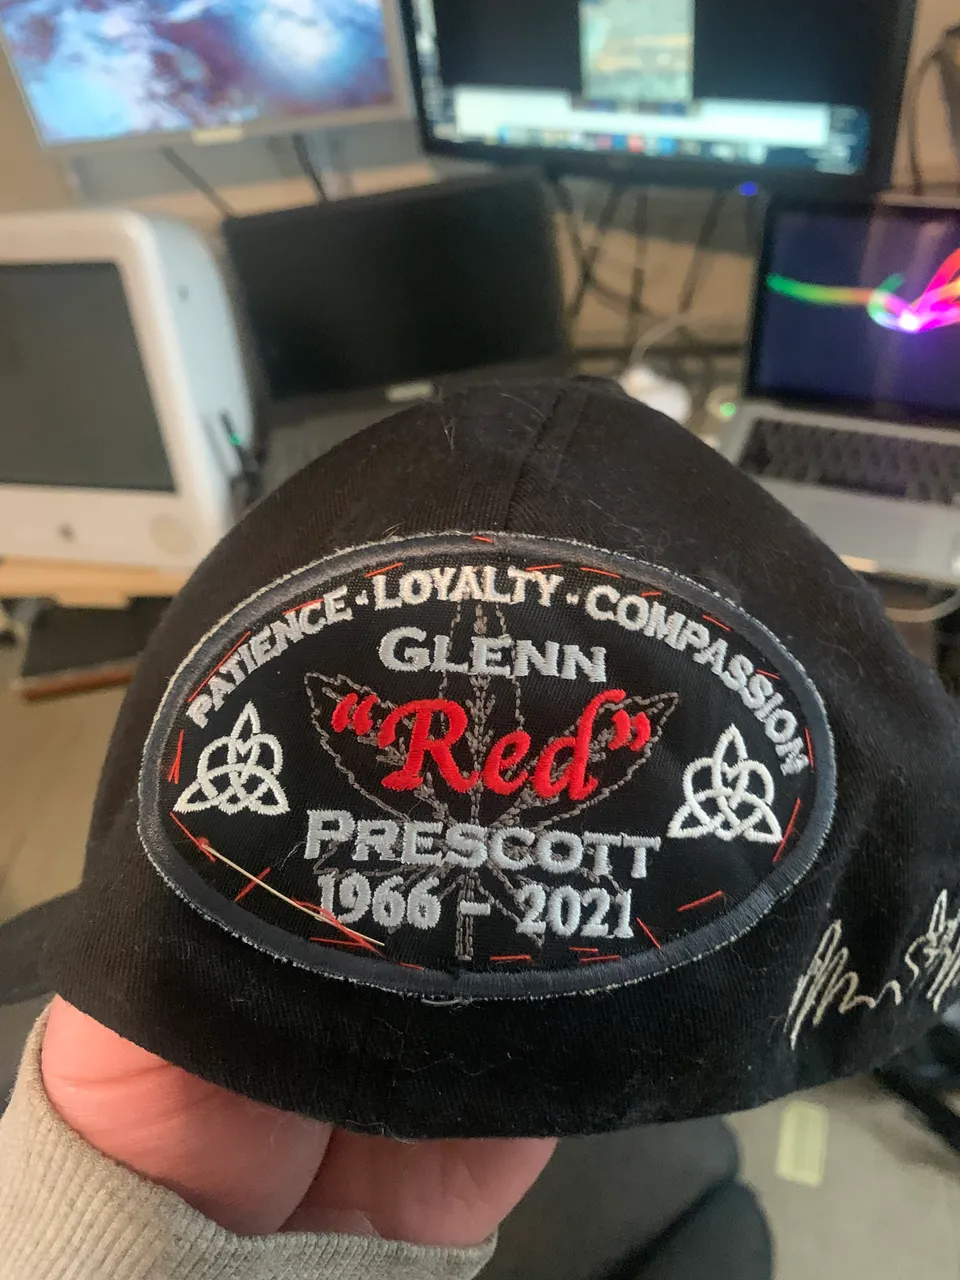 PATIENCE · LOYALTY · COMPASSION
GLENN
"Red"
PRESCOTT
1966 - 2021